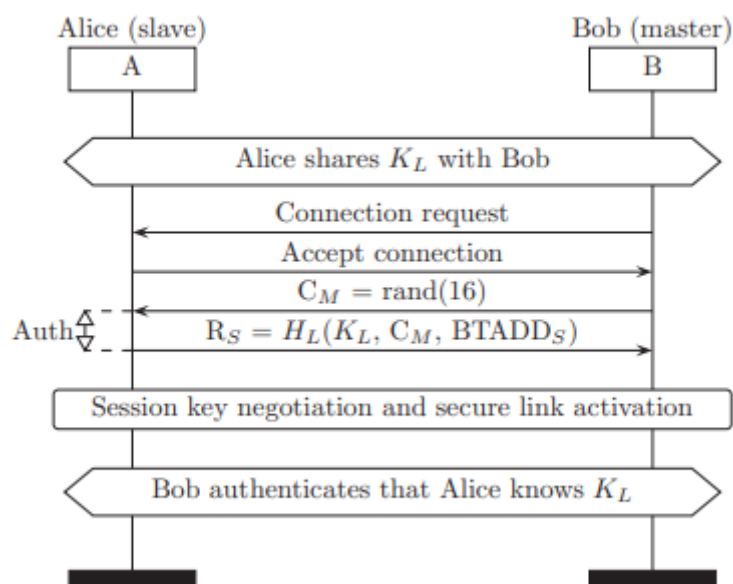 Alice (slave)
Bob (master)
A
B
Alice shares K_L with Bob
Connection request
Accept connection
C_M = rand(16)
Auth
R_S = H_L(K_L, C_M, BTADD_S)
Session key negotiation and secure link activation
Bob authenticates that Alice knows K_L